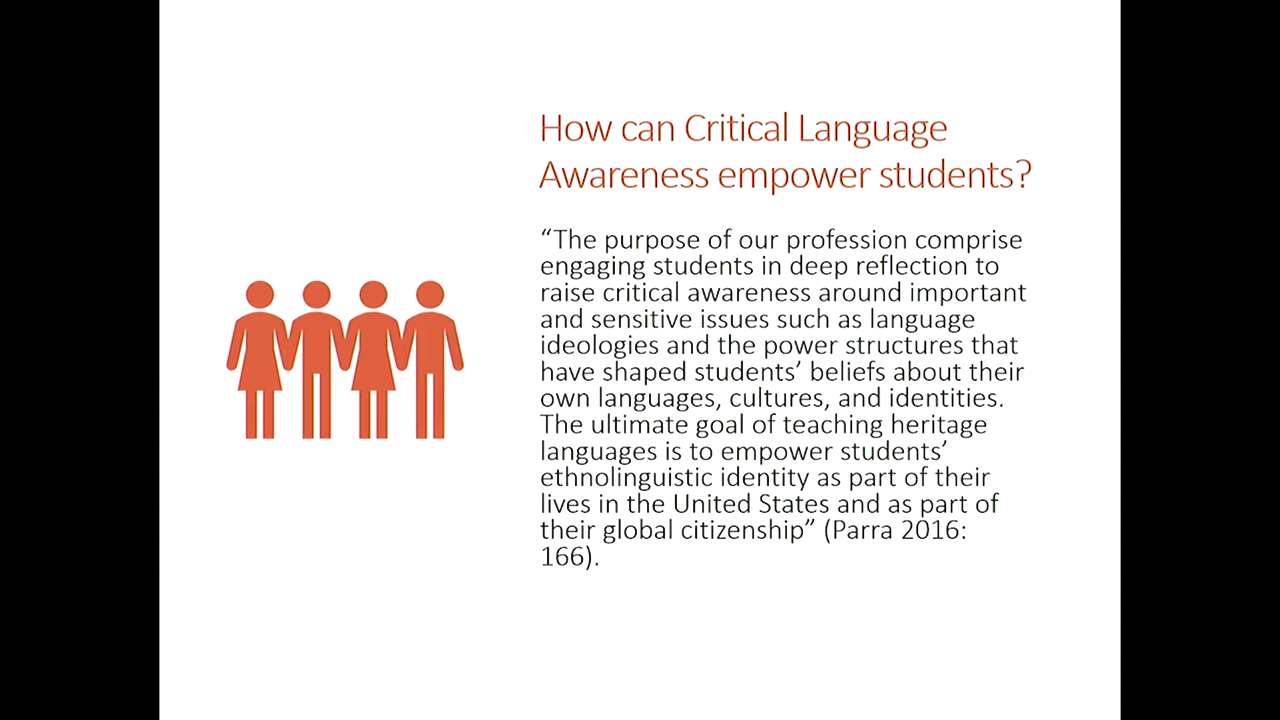 How can Critical Language
Awareness empower students?
“The purpose of our profession comprise
engaging students in deep reflection to
raise critical awareness around important
and sensitive issues such as language
ideologies and the power structures that
have shaped students’ beliefs about their
own languages, cultures, and identities.
The ultimate goal of teaching heritage
languages is to empower students’
ethnolinguistic identity as part of their
lives in the United States and as part of
their global citizenship” (Parra 2016:
166).